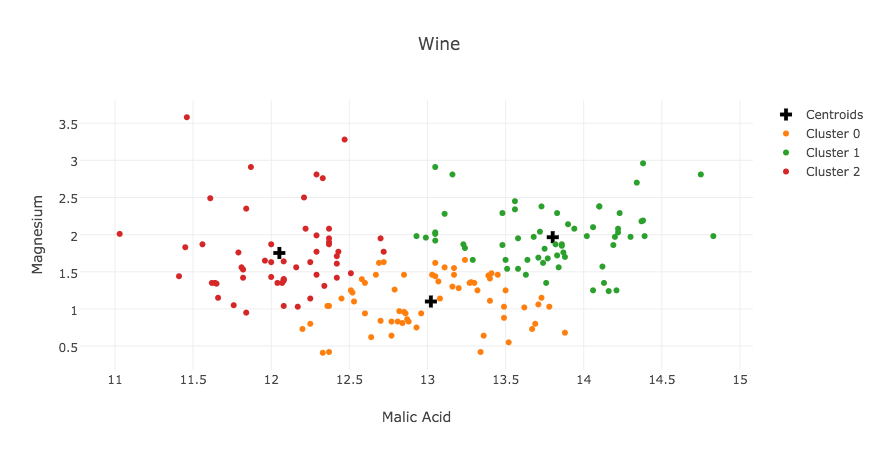 Wine
Centroids
Cluster 0
Cluster 1
Cluster 2
Magnesium
3.5
3
2.5
2
1.5
1
0.5
11 11.5 12 12.5 13 13.5 14 14.5 15
Malic Acid